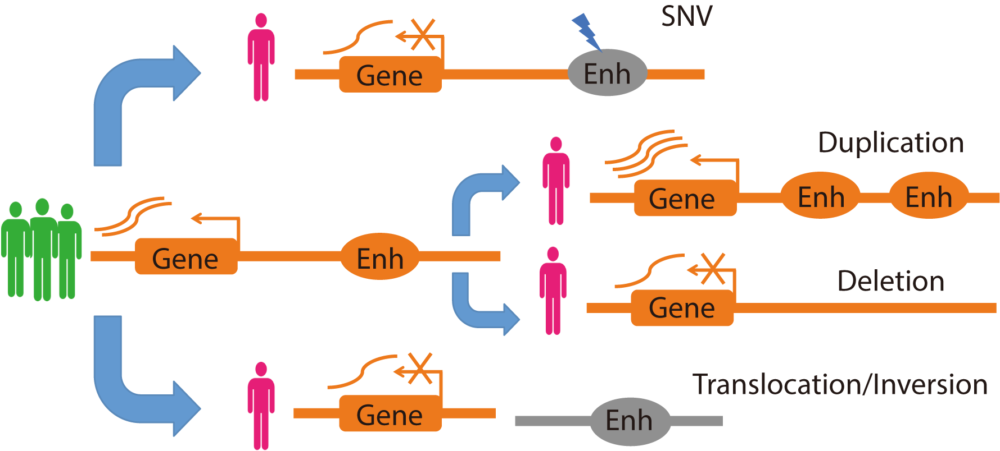 SNV
Gene
Enh
Duplication
Gene
Enh
Enh
Gene
Enh
Deletion
Gene
Translocation/Inversion
Gene
Enh